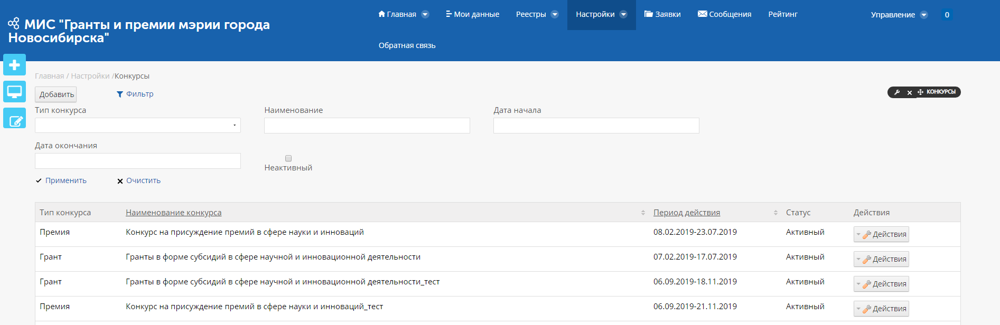 МИС "Гранты и премии мэрии города
Новосибирска"
Главная
Мои данные
Реестры
Настройки
Заявки
Сообщения
Рейтинг
Управление
0
Обратная связь
Главная / Настройки /Конкурсы
Добавить
Фильтр
КОНКУРСЫ
Тип конкурса
Наименование
Дата начала
Дата окончания
Неактивный
Применить
Очистить
Тип конкурса Наименование конкурса Период действия Статус Действия
Премия Конкурс на присуждение премий в сфере науки и инноваций 08.02.2019-23.07.2019 Активный Действия
Грант Гранты в форме субсидий в сфере научной и инновационной деятельности 07.02.2019-17.07.2019 Активный Действия
Грант Гранты в форме субсидий в сфере научной и инновационной деятельности_тест 06.09.2019-18.11.2019 Активный Действия
Премия Конкурс на присуждение премий в сфере науки и инноваций_тест 06.09.2019-21.11.2019 Активный Действия